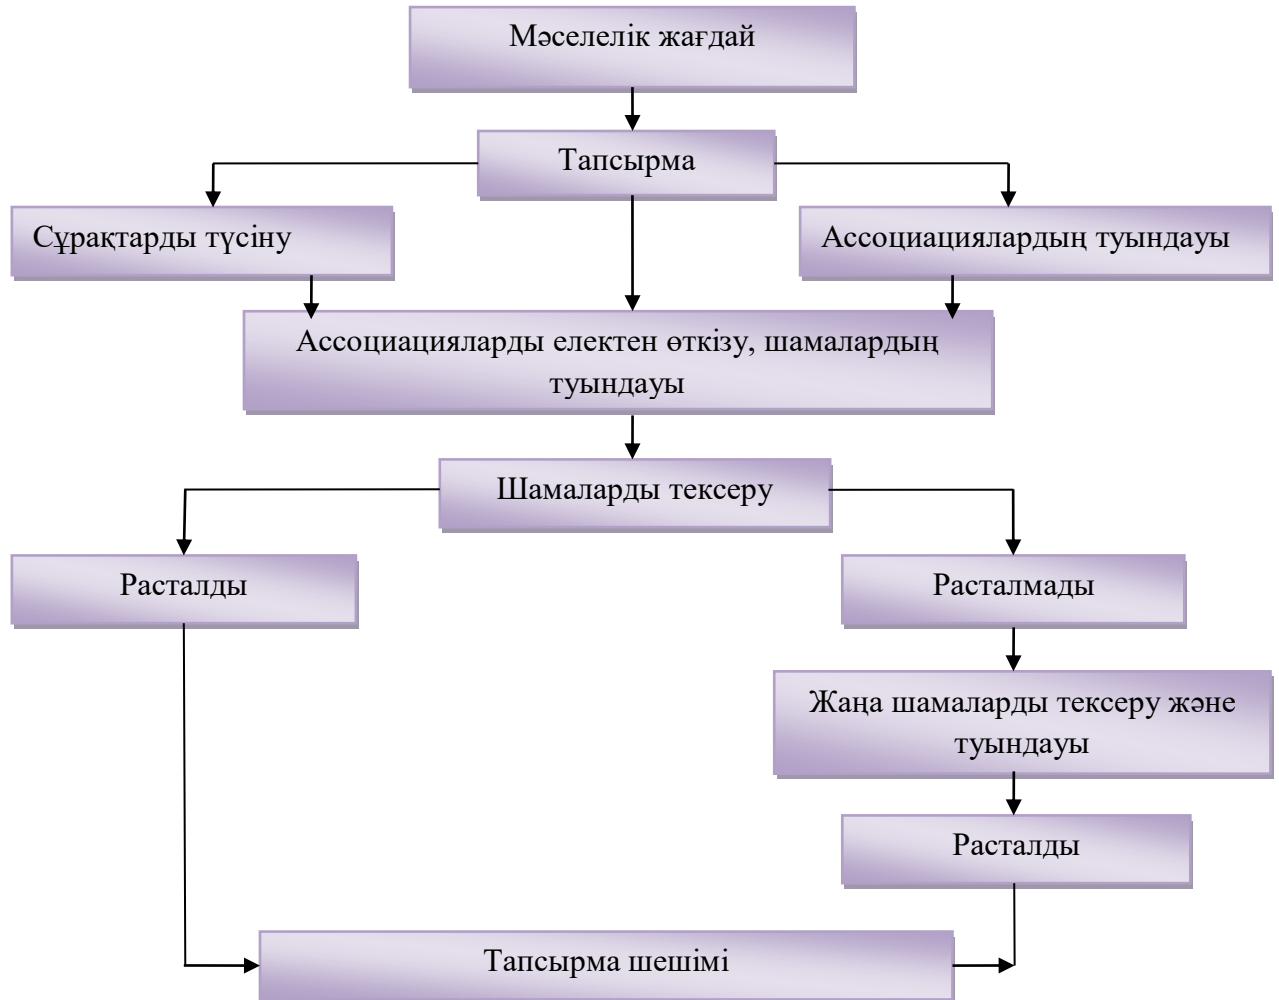 Мәселелік жағдай
Тапсырма
Сұрақтарды түсіну
Ассоциациялардың туындауы
Ассоциацияларды електен өткізу, шамалардың
туындауы
Шамаларды тексеру
Расталды
Расталмады
Жаңа шамаларды тексеру және
туындауы
Расталды
Тапсырма шешімі